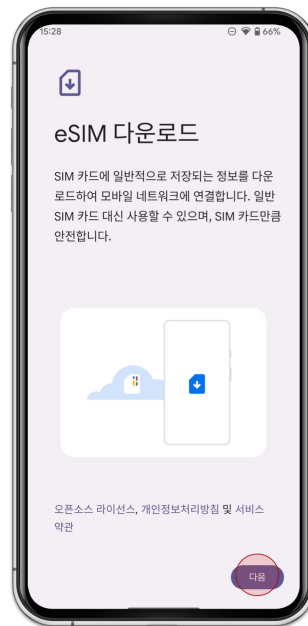 15:28
66%
eSIM 다운로드
SIM 카드에 일반적으로 저장되는 정보를 다운
로드하여 모바일 네트워크에 연결합니다. 일반
SIM 카드 대신 사용할 수 있으며, SIM 카드만큼
안전합니다.
오픈소스 라이선스, 개인정보처리방침 및 서비스
약관
다음